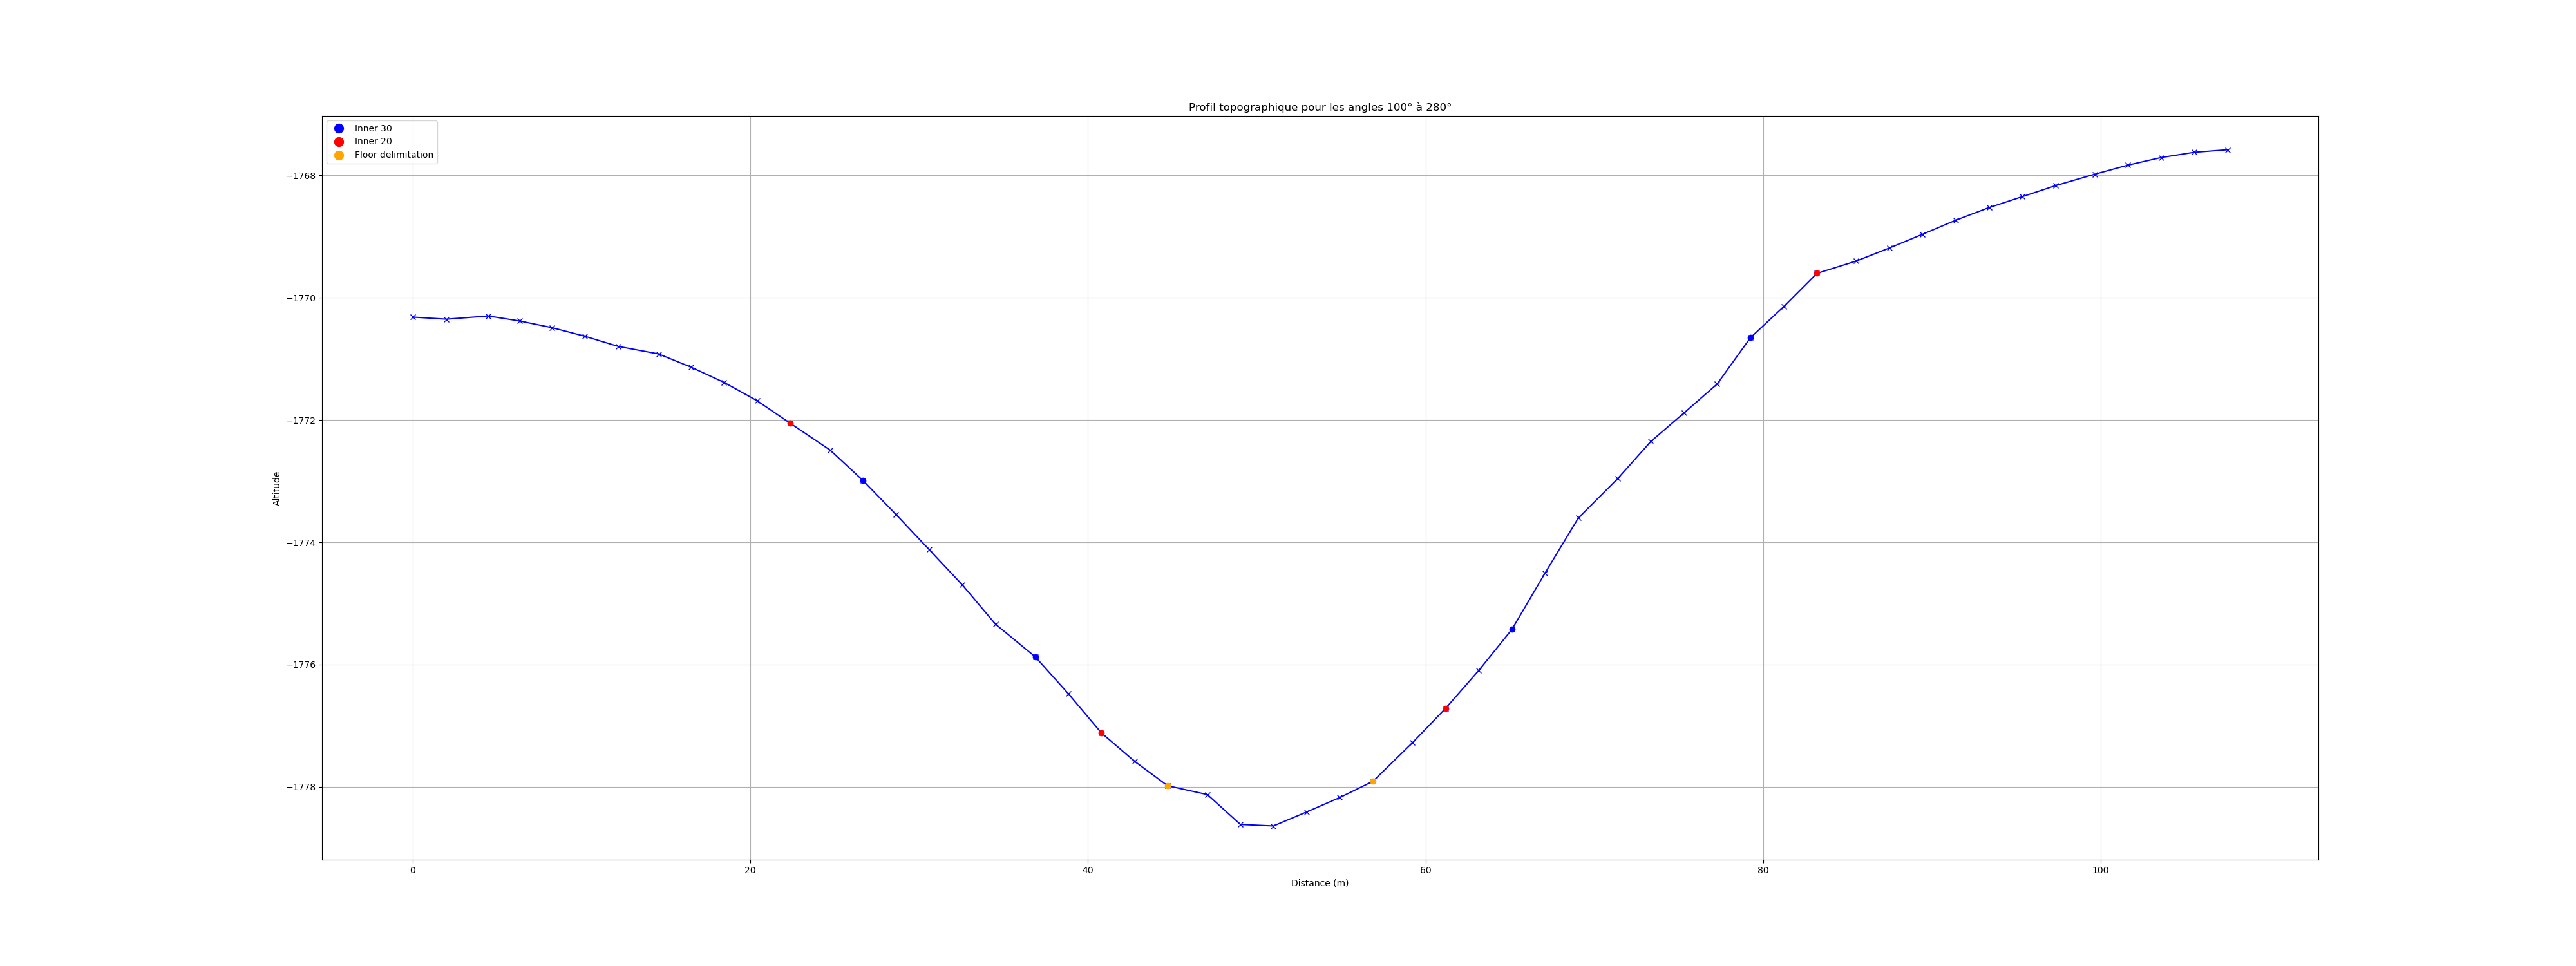 Profil topographique pour les angles 100° à 280°
Inner 30
Inner 20
Floor delimitation
−1768
−1770
−1772
−1774
−1776
−1778
Altitude
0 20 40 60 80 100
Distance (m)